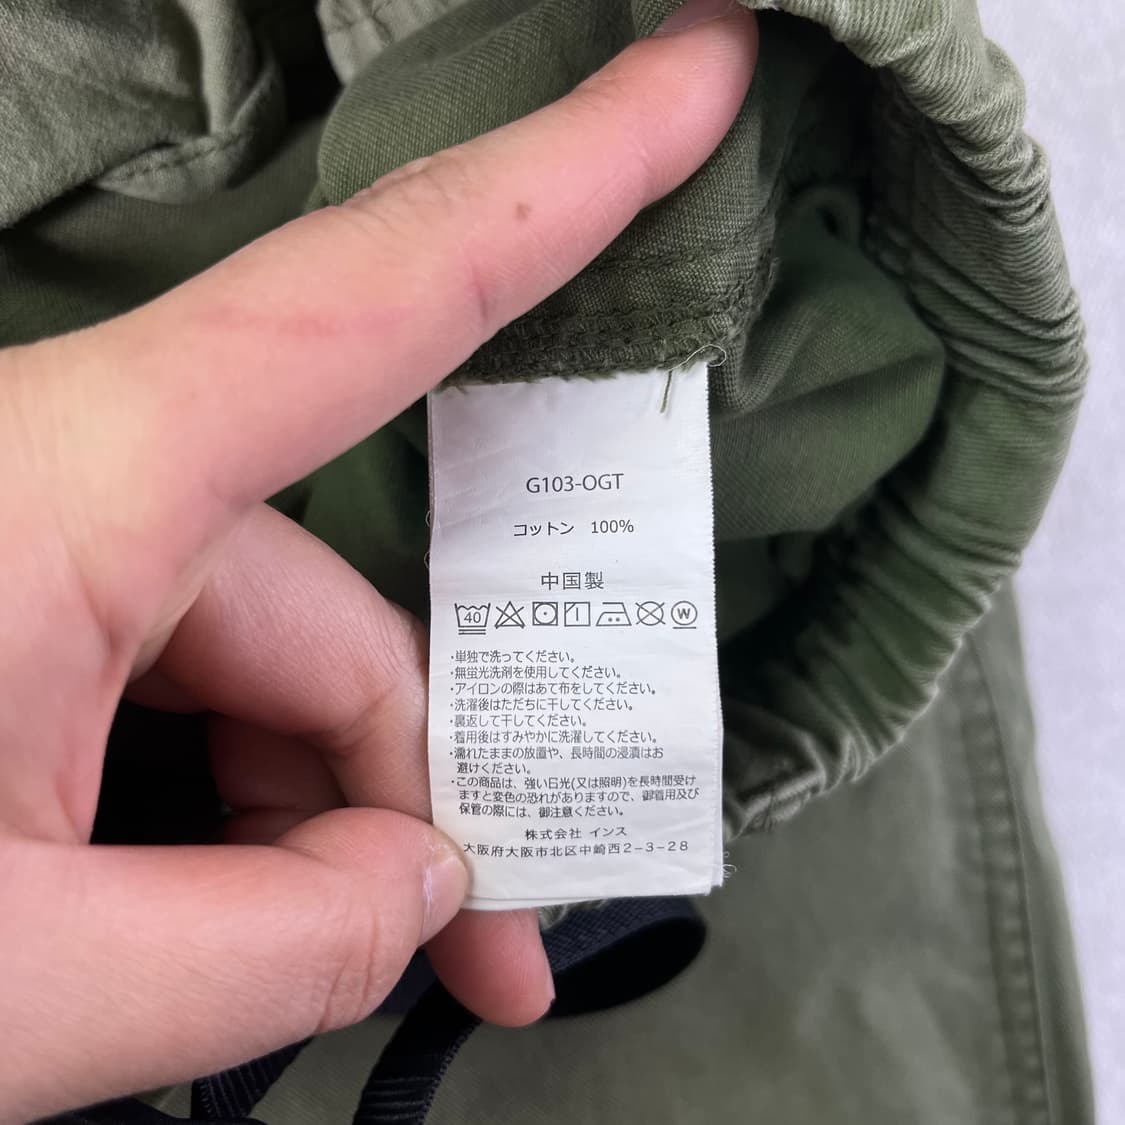 G103-OGT
コットン 100%
中国製
40 W
・単独で洗ってください。
・無蛍光洗剤を使用してください。
・アイロンの際はあて布をしてください。
・洗濯後はただちに干してください。
・裏返して干してください。
・着用後はすみやかに洗濯してください。
・濡れたままの放置や、長時間の浸漬はお
避けください。
・この商品は、強い日光(又は照明)を長時間受け
ますと変色の恐れがありますので、御着用及び
保管の際には、御注意ください。
株式会社 インス
大阪府大阪市北区中崎西2-3-28